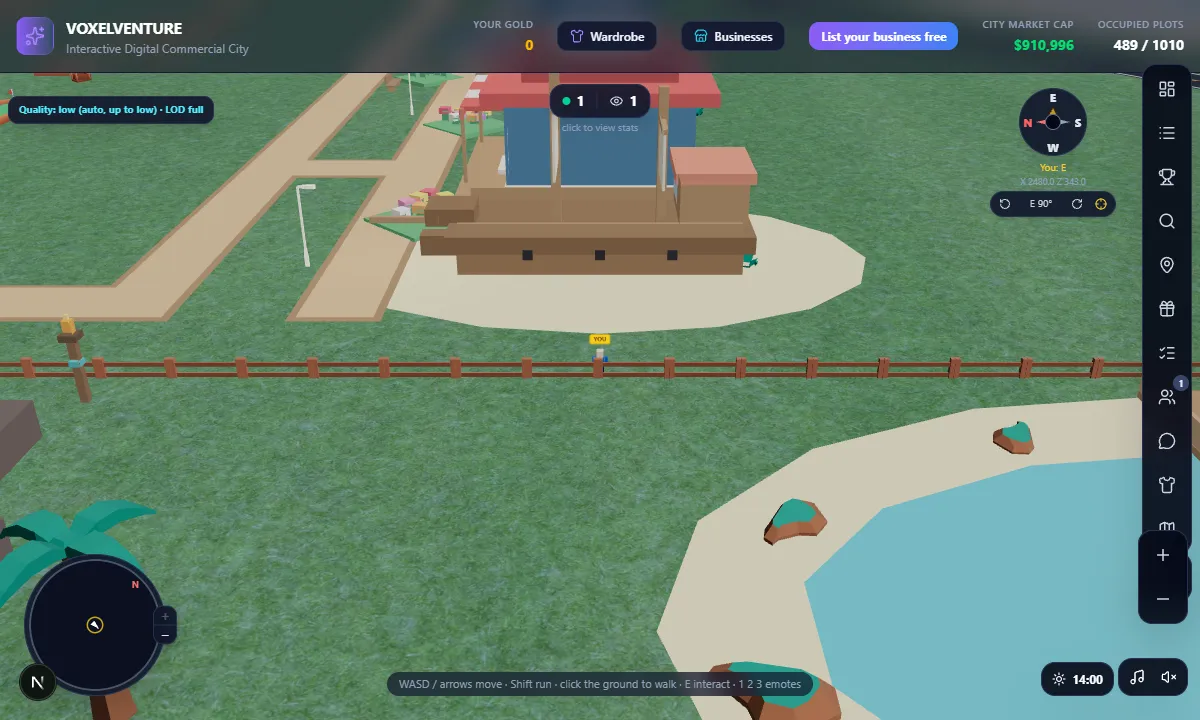 VOXELVENTURE
Interactive Digital Commercial City
YOUR GOLD
0
Wardrobe
Businesses
List your business free
CITY MARKET CAP
$910,996
OCCUPIED PLOTS
489 / 1010
Quality: low (auto, up to low) · LOD full
1
1
click to view stats
E
N
S
W
You: E
X 2480.0 Z 343.0
E 90°
1
YOU
N
N
WASD / arrows move · Shift run · click the ground to walk · E interact · 1 2 3 emotes
14:00